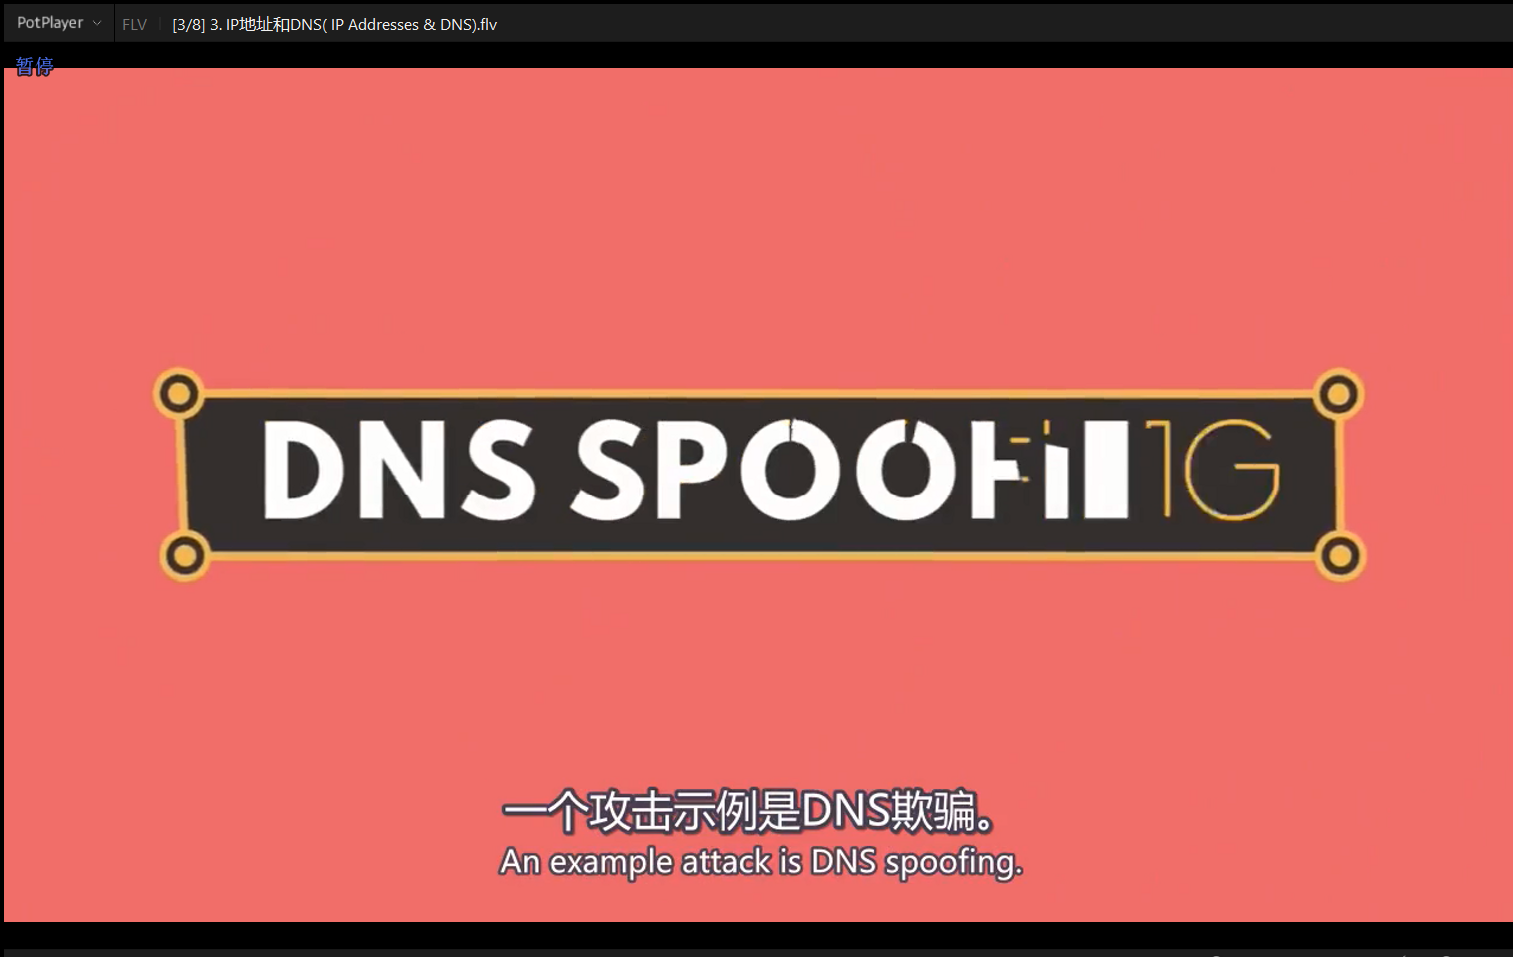 PotPlayer FLV [3/8] 3. IP地址和DNS( IP Addresses & DNS).flv
暂停
DNS SPOOFING
一个攻击示例是DNS欺骗。
An example attack is DNS spoofing.